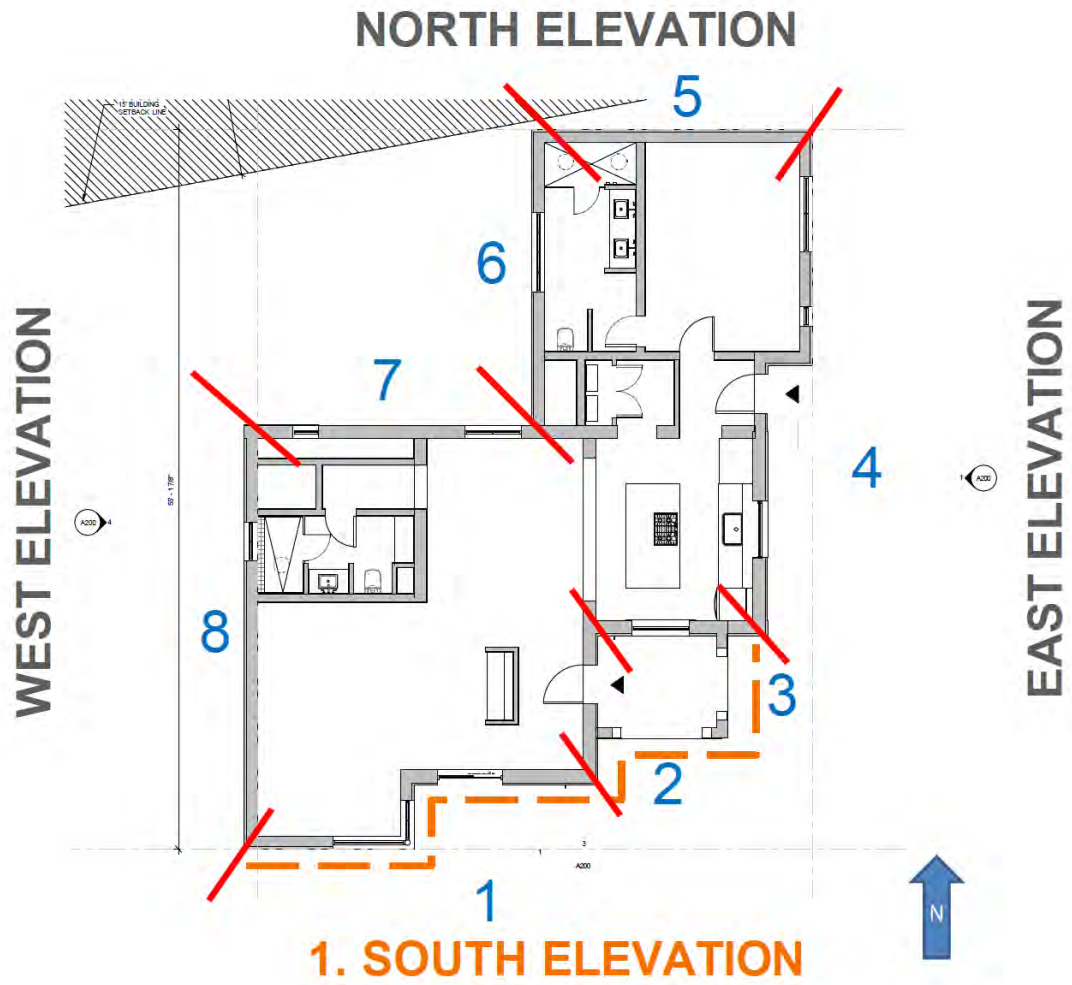 NORTH ELEVATION
5
15' BUILDING
SETBACK LINE
6
WEST ELEVATION
EAST ELEVATION
7
4
A200 4
1 A200
8
3
2
3
1
A200
1
N
1. SOUTH ELEVATION